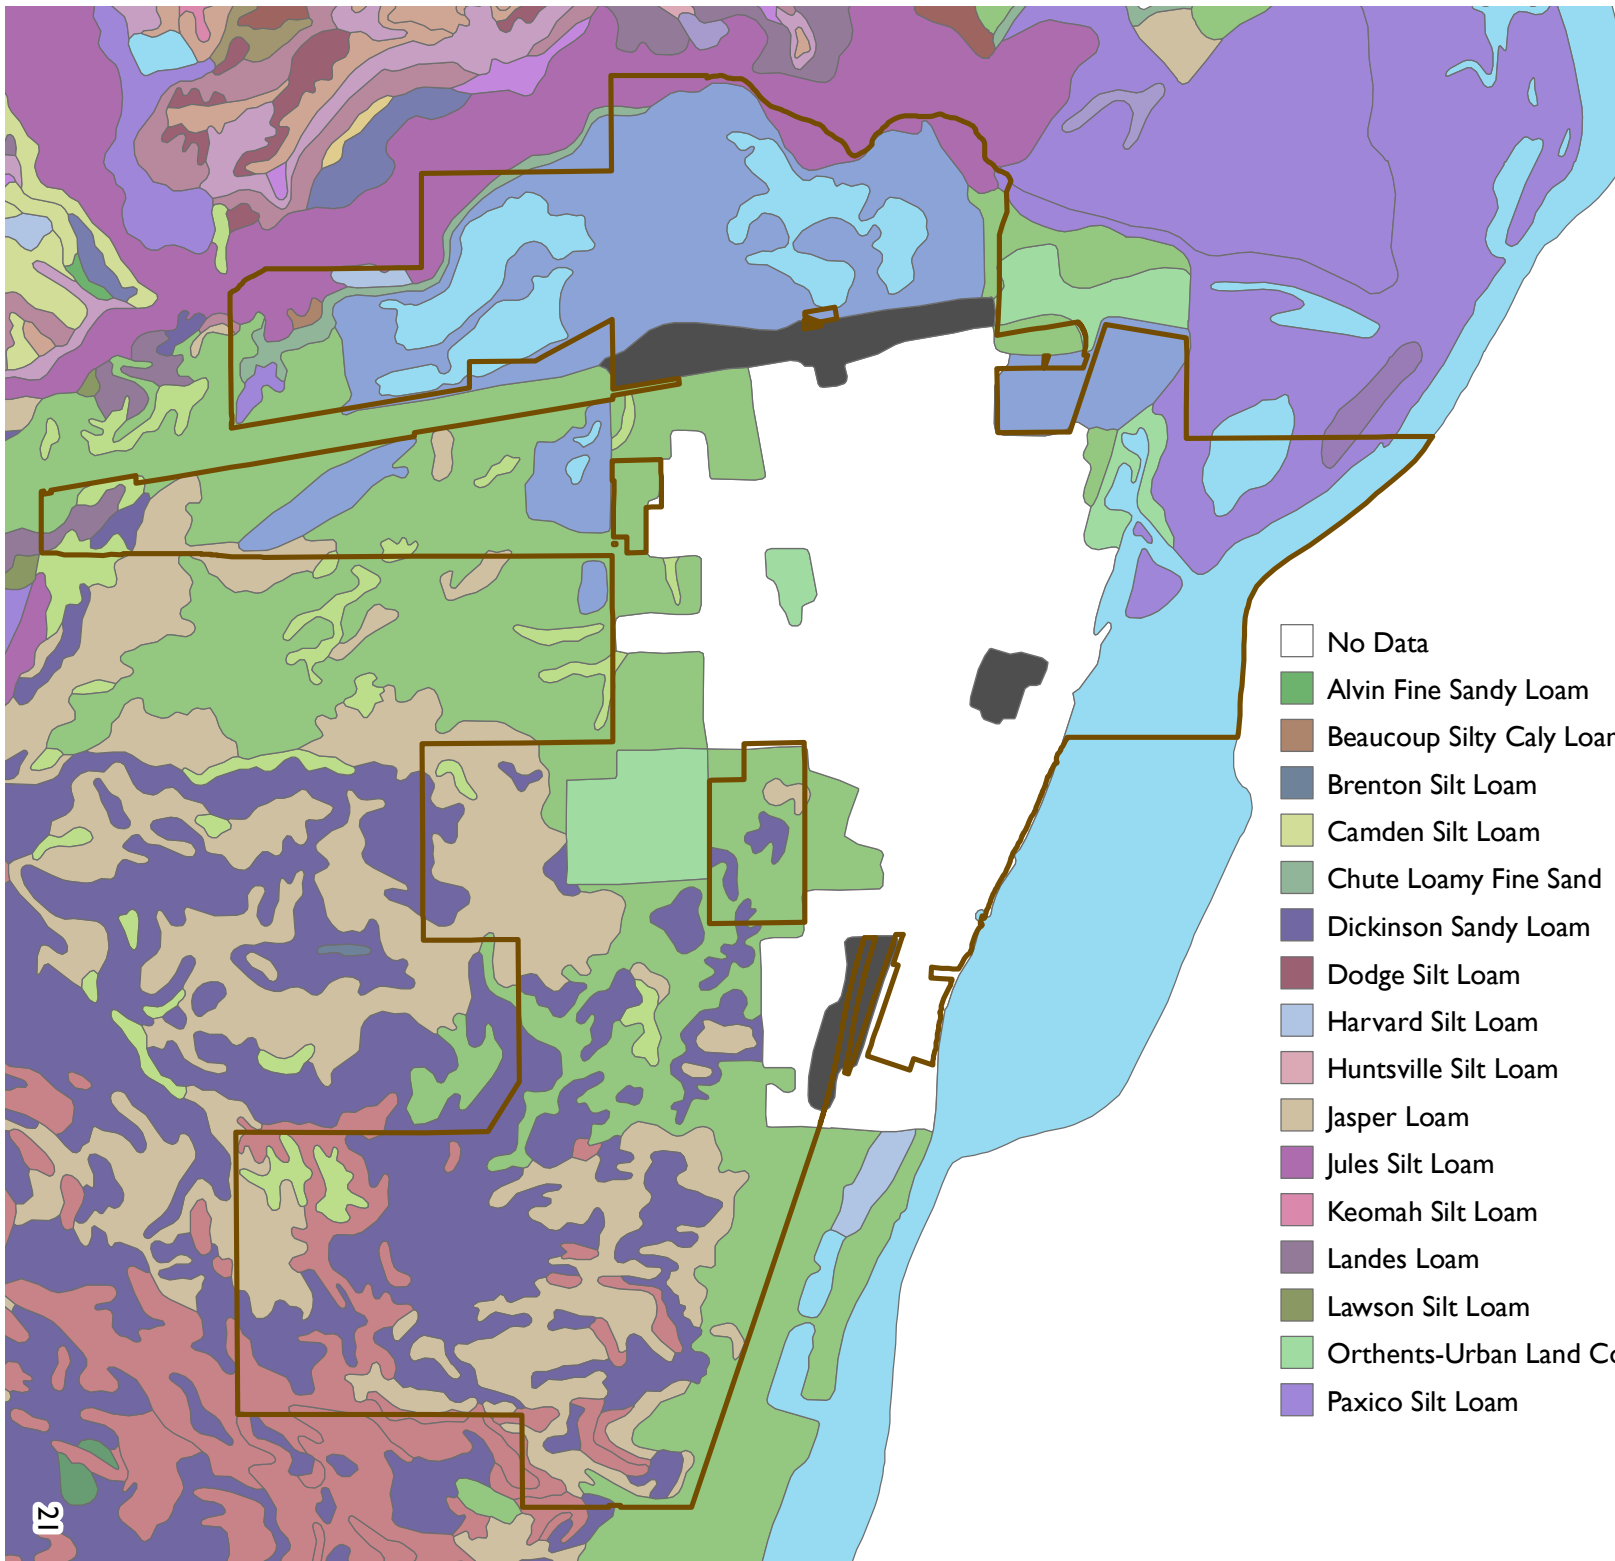 No Data
Alvin Fine Sandy Loam
Beaucoup Silty Caly Loam
Brenton Silt Loam
Camden Silt Loam
Chute Loamy Fine Sand
Dickinson Sandy Loam
Dodge Silt Loam
Harvard Silt Loam
Huntsville Silt Loam
Jasper Loam
Jules Silt Loam
Keomah Silt Loam
Landes Loam
Lawson Silt Loam
Orthents-Urban Land Co
Paxico Silt Loam
21